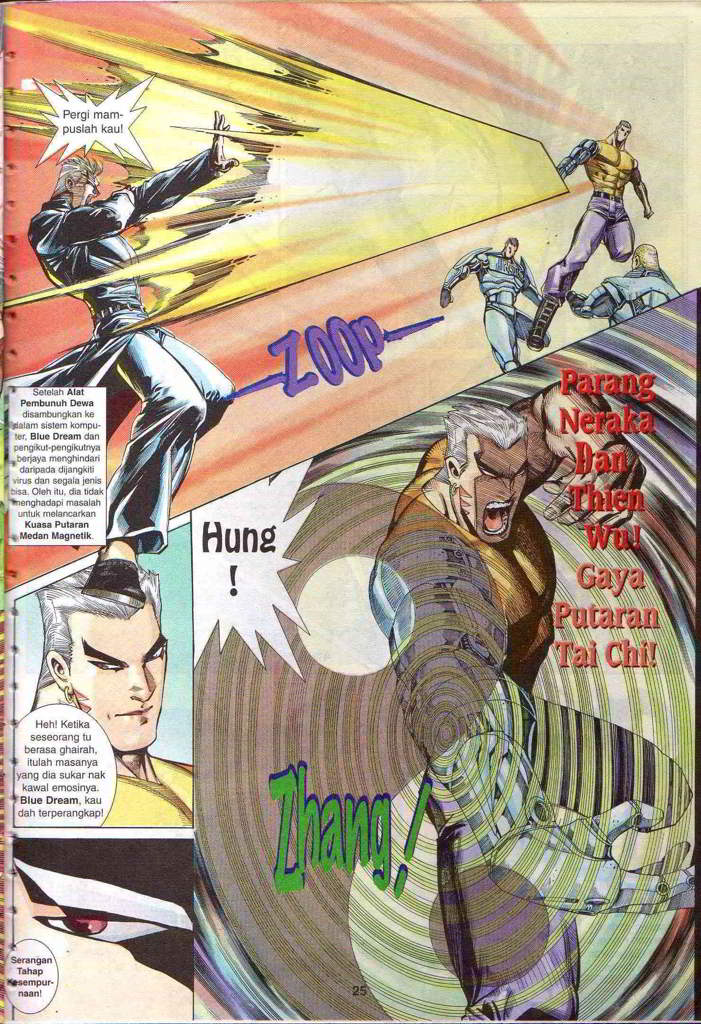 Pergi mam-
puslah kau!
ZOOP
Setelah Alat
Pembunuh Dewa
disambungkan ke
dalam sistem kompu-
ter, Blue Dream dan
pengikut-pengikutnya
berjaya menghindari
daripada dijangkiti
virus dan segala jenis
bisa. Oleh itu, dia tidak
menghadapi masalah
untuk melancarkan
Kuasa Putaran
Medan Magnetik.
Parang
Neraka
Dan
Thien
Wu!
Gaya
Putaran
Tai Chi!
Hung
!
Heh! Ketika
seseorang tu
berasa ghairah,
itulah masanya
yang dia sukar nak
kawal emosinya.
Blue Dream, kau
dah terperangkap!
Zhang!
Serangan
Tahap
Kesempur-
naan!
25